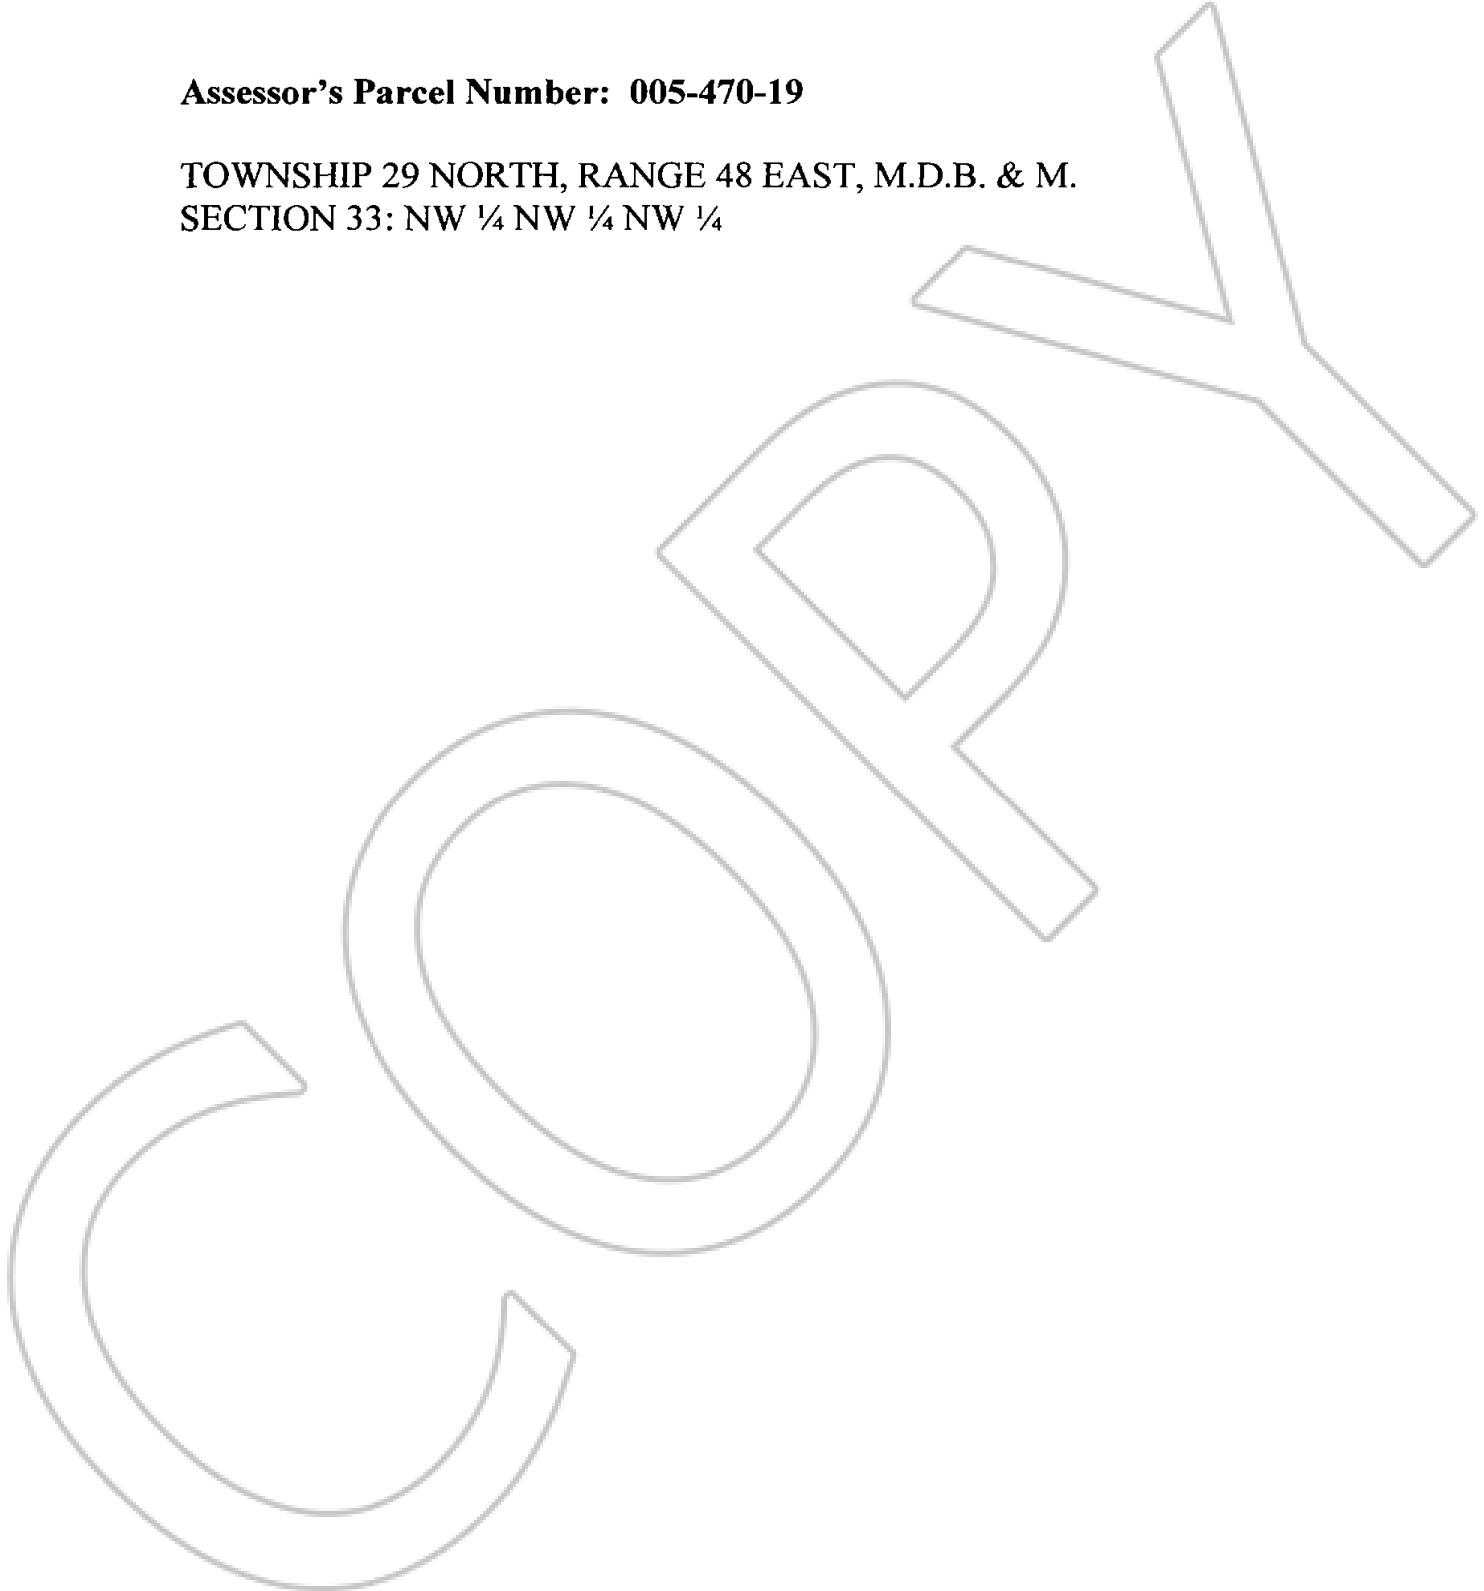 Assessor's Parcel Number: 005-470-19
TOWNSHIP 29 NORTH, RANGE 48 EAST, M.D.B. & M.
SECTION 33: NW ¼ NW ¼ NW ¼
COPY